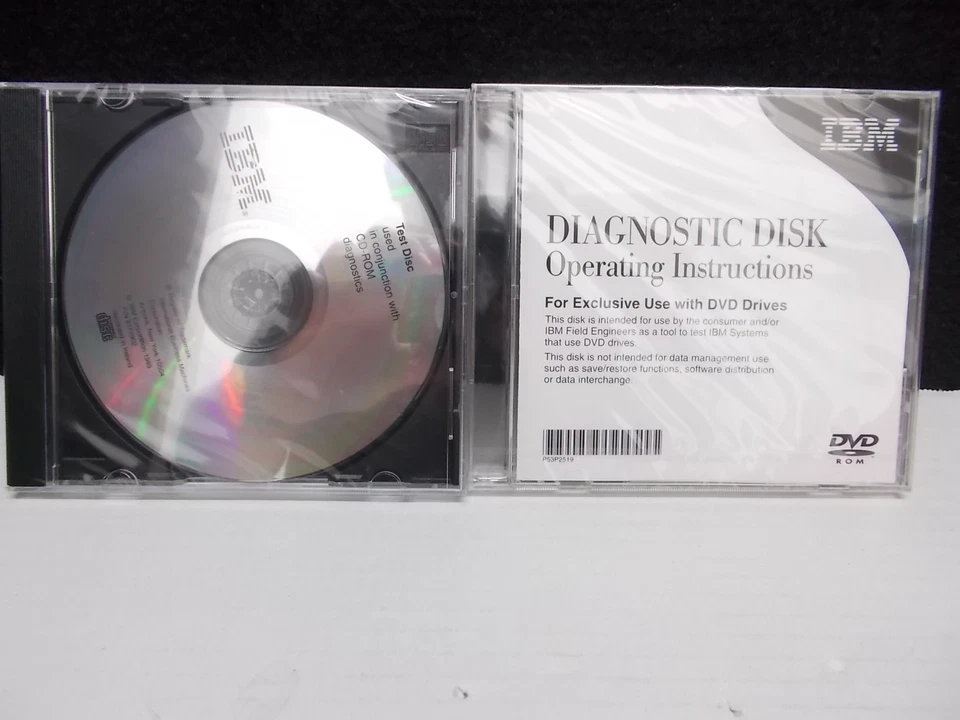 IBM
Test Disc
used
in conjunction with
CD-ROM
diagnostics
disc
IBM
DIAGNOSTIC DISK
Operating Instructions
For Exclusive Use with DVD Drives
This disk is intended for use by the consumer and/or
IBM Field Engineers as a tool to test IBM Systems
that use DVD drives.
This disk is not intended for data management use
such as save/restore functions, software distribution
or data interchange.
P53P2519
DVD
ROM